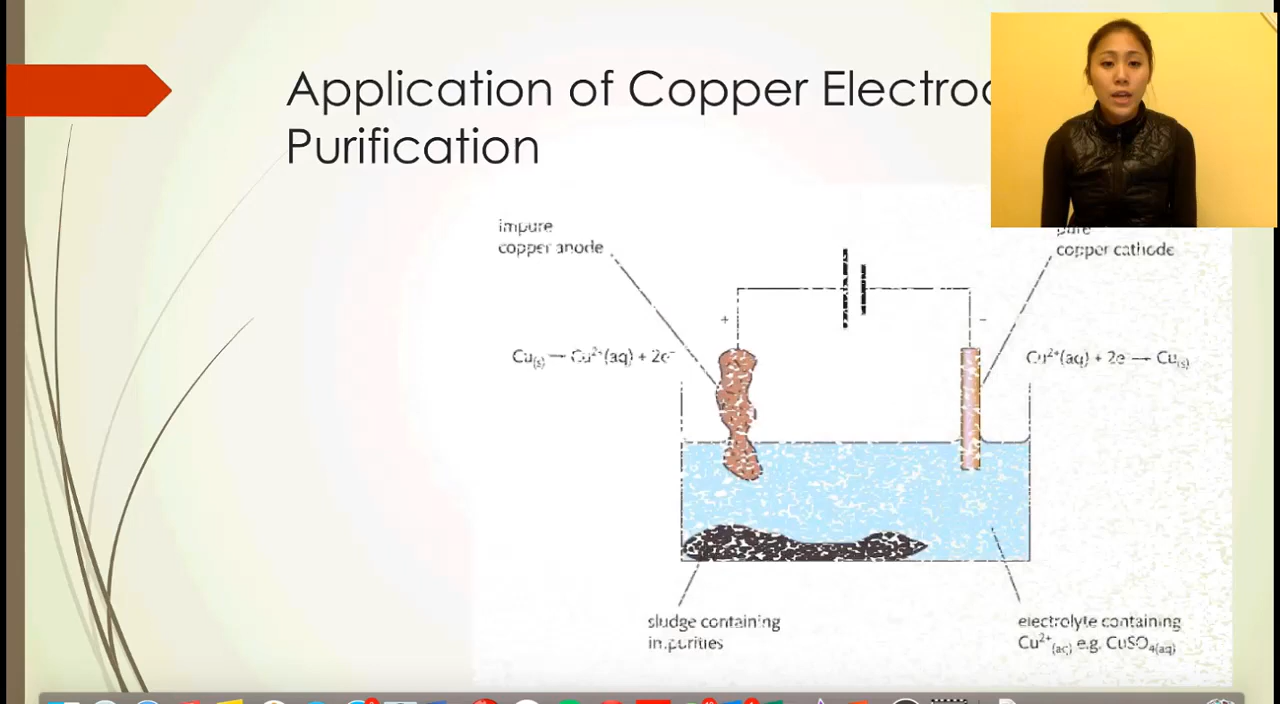 Application of Copper Electro
Purification
impure
copper anode
pure
copper cathode
+
−
Cu(s) → Cu²⁺(aq) + 2e⁻
Cu²⁺(aq) + 2e → Cu(s)
sludge containing
impurities
electrolyte containing
Cu²⁺(aq) e.g. CuSO₄(aq)